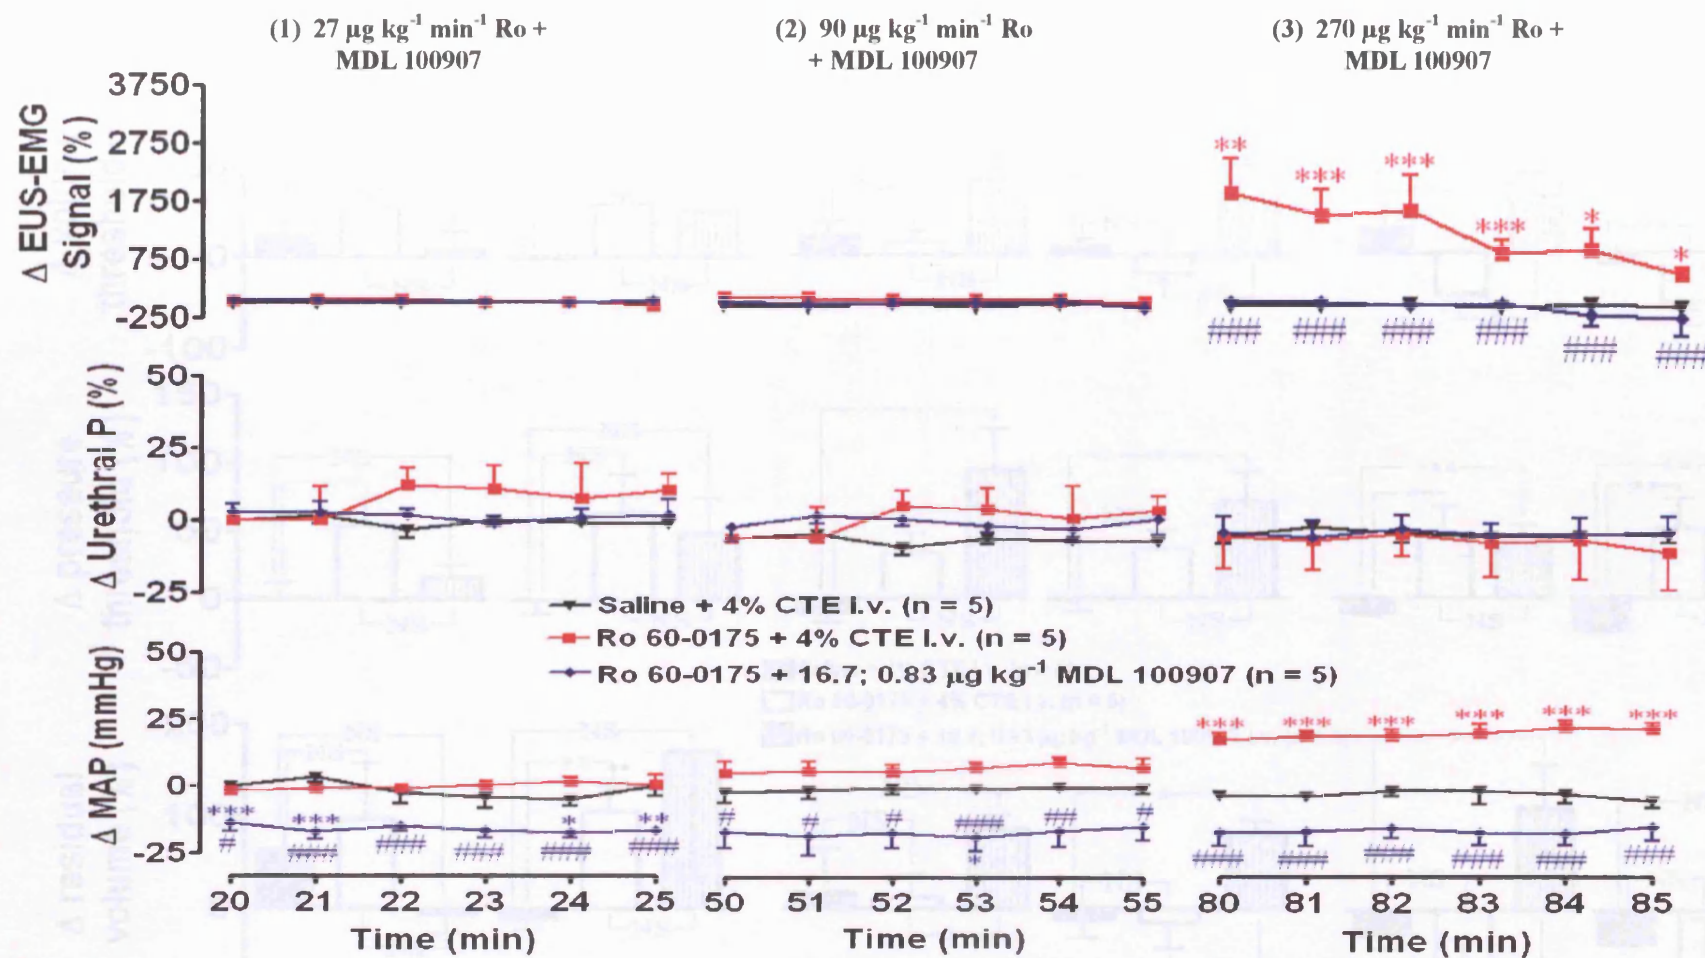 (1) 27 µg kg⁻¹ min⁻¹ Ro +
MDL 100907
(2) 90 µg kg⁻¹ min⁻¹ Ro
+ MDL 100907
(3) 270 µg kg⁻¹ min⁻¹ Ro +
MDL 100907
Δ EUS-EMG
Signal (%)
3750
2750
1750
750
-250
** *** *** *** * *
### ### ### ### ### ###
Δ Urethral P (%)
50
25
0
-25
Saline + 4% CTE i.v. (n = 5)
Ro 60-0175 + 4% CTE i.v. (n = 5)
Ro 60-0175 + 16.7; 0.83 µg kg⁻¹ MDL 100907 (n = 5)
Δ MAP (mmHg)
50
25
0
-25
*** *** * **
# ### ### ### ### ###
# # # ### ## #
*
*** *** *** *** *** ***
### ### ### ### ### ###
20 21 22 23 24 25
50 51 52 53 54 55
80 81 82 83 84 85
Time (min)
Time (min)
Time (min)